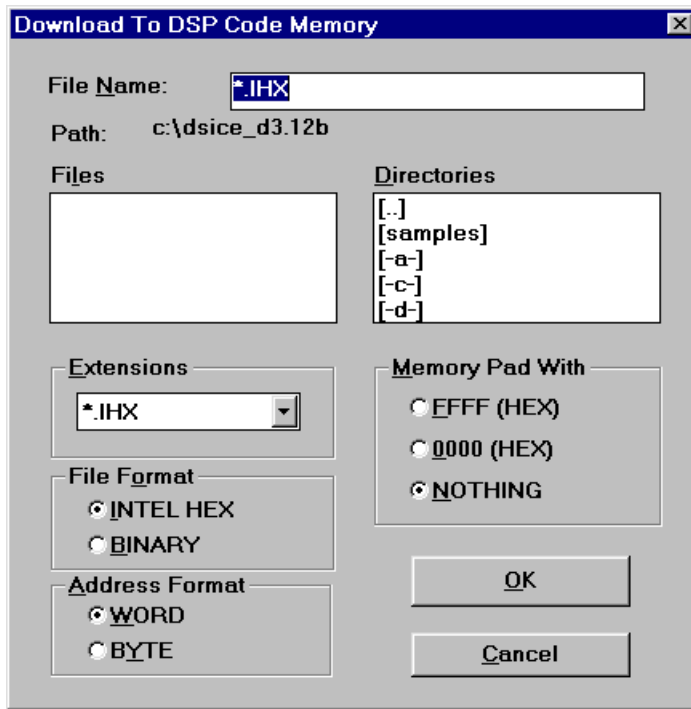 Download To DSP Code Memory
File Name: *.IHX
Path: c:\dsice_d3.12b
Files
Directories
[..]
[samples]
[-a-]
[-c-]
[-d-]
Extensions
*.IHX
Memory Pad With
FFFF (HEX)
0000 (HEX)
NOTHING
File Format
INTEL HEX
BINARY
Address Format
WORD
BYTE
OK
Cancel